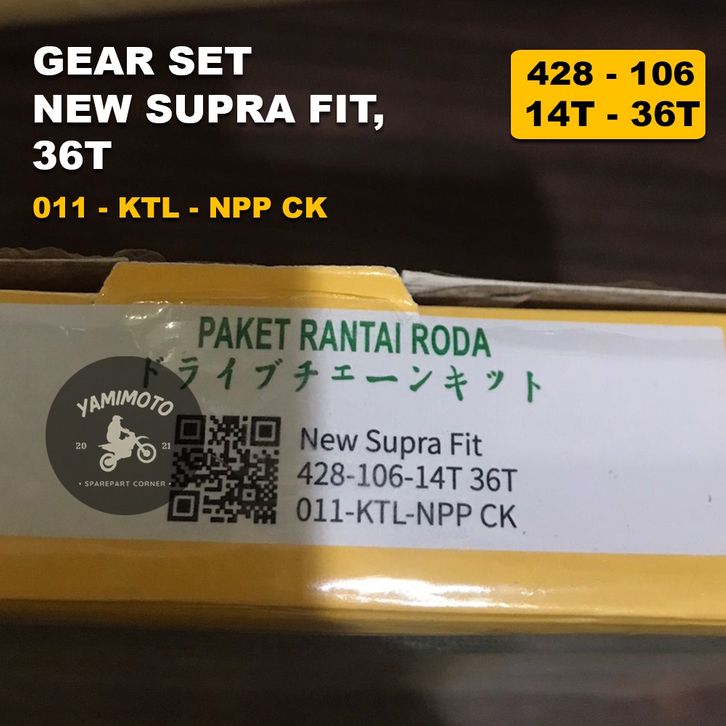 GEAR SET
NEW SUPRA FIT,
36T
011 - KTL - NPP CK
428 - 106
14T - 36T
PAKET RANTAI RODA
ドライブチェーンキット
YAMIMOTO
20 21
• SPAREPART CORNER •
New Supra Fit
428-106-14T 36T
011-KTL-NPP CK